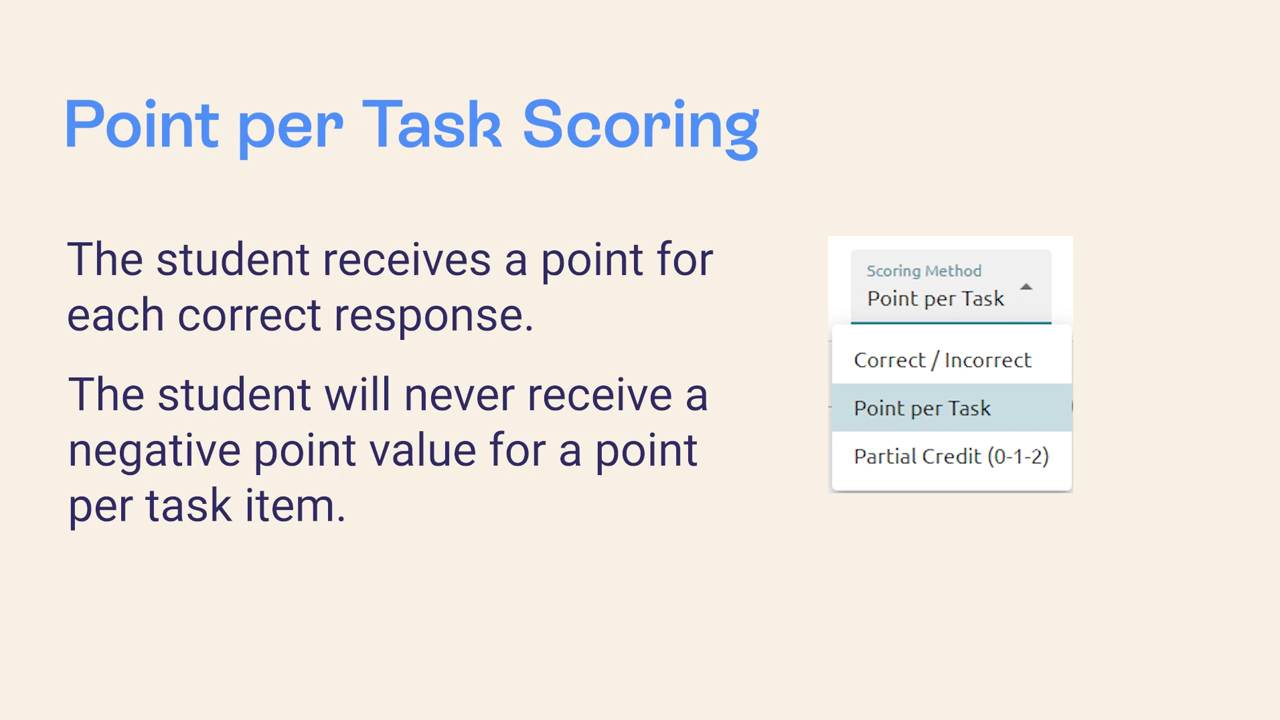 Point per Task Scoring
The student receives a point for
each correct response.
The student will never receive a
negative point value for a point
per task item.
Scoring Method
Point per Task
Correct / Incorrect
Point per Task
Partial Credit (0-1-2)